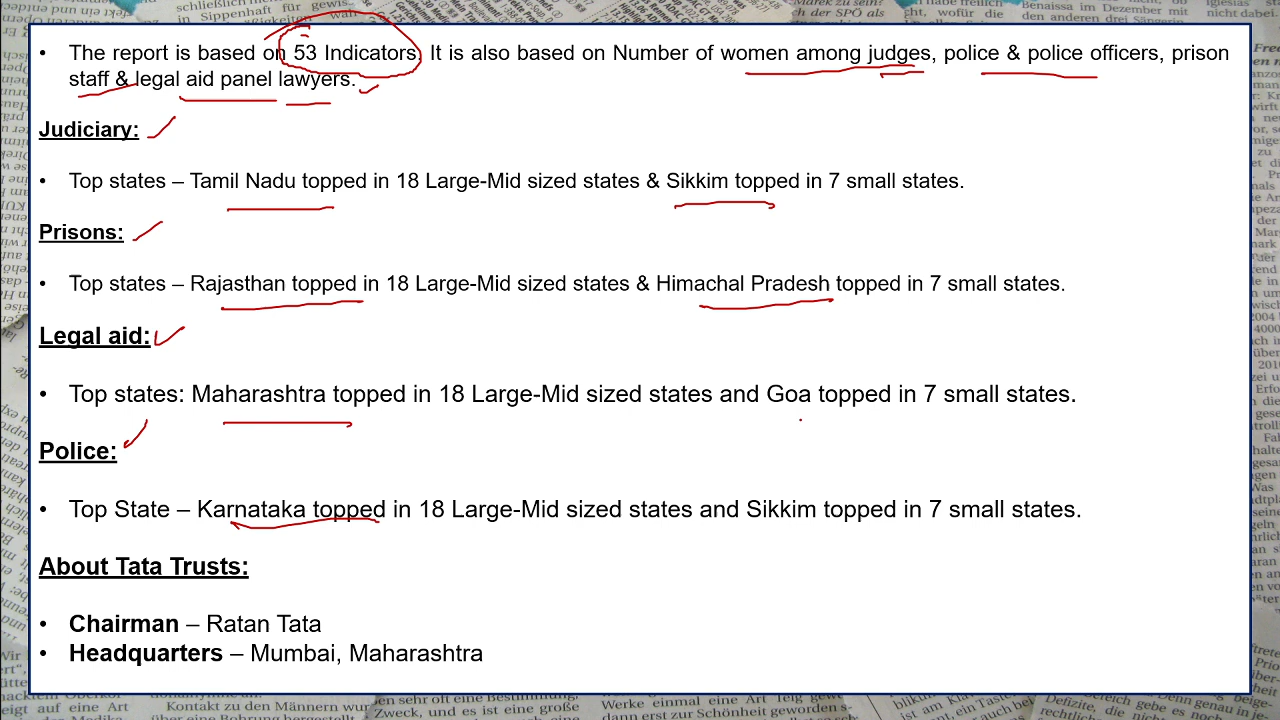 • The report is based on 53 Indicators. It is also based on Number of women among judges, police & police officers, prison
staff & legal aid panel lawyers.
Judiciary:
• Top states – Tamil Nadu topped in 18 Large-Mid sized states & Sikkim topped in 7 small states.
Prisons:
• Top states – Rajasthan topped in 18 Large-Mid sized states & Himachal Pradesh topped in 7 small states.
Legal aid:
• Top states: Maharashtra topped in 18 Large-Mid sized states and Goa topped in 7 small states.
Police:
• Top State – Karnataka topped in 18 Large-Mid sized states and Sikkim topped in 7 small states.
About Tata Trusts:
• Chairman – Ratan Tata
• Headquarters – Mumbai, Maharashtra